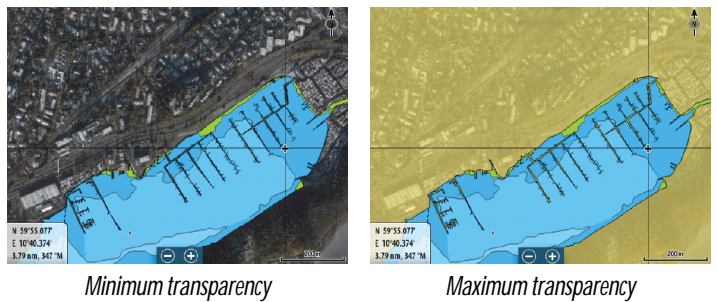 N
N
N 59°55.077'
E 10°40.374'
3.79 nm, 347 °M
200 m
N 59°55.077'
E 10°40.374'
3.79 nm, 347 °M
200 m
Minimum transparency
Maximum transparency